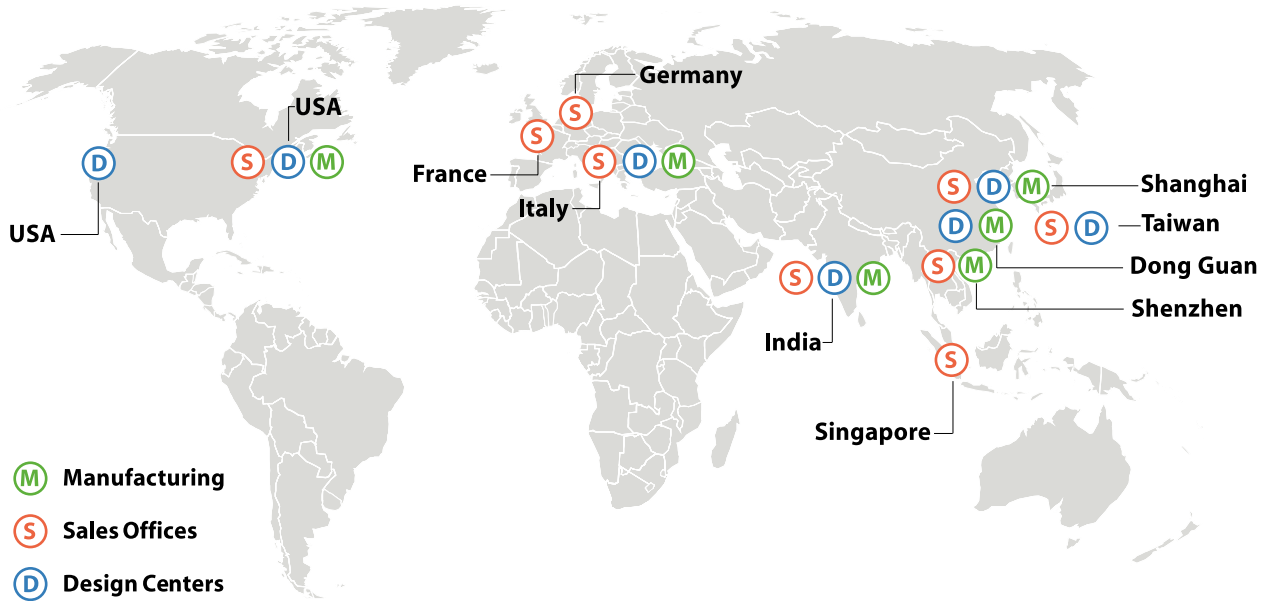 Germany
S
USA
S
D
S D M
France
S D M
Italy
USA
S D M
Shanghai
D M
S D
Taiwan
S M
Dong Guan
S D M
Shenzhen
India
S
Singapore
M Manufacturing
S Sales Offices
D Design Centers